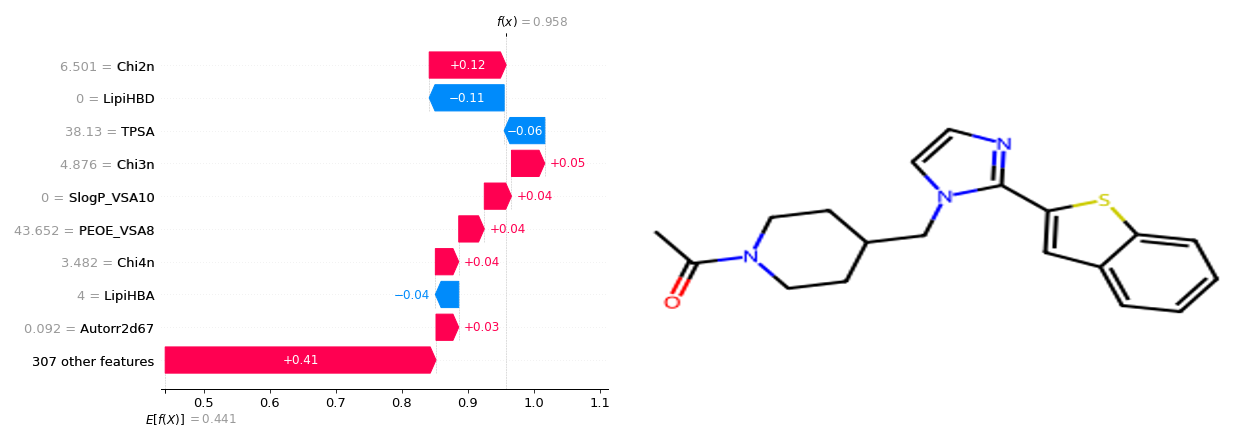 f(x) = 0.958
6.501 = Chi2n
+0.12
0 = LipiHBD
−0.11
38.13 = TPSA
−0.06
4.876 = Chi3n
+0.05
0 = SlogP_VSA10
+0.04
43.652 = PEOE_VSA8
+0.04
3.482 = Chi4n
+0.04
4 = LipiHBA
−0.04
0.092 = Autorr2d67
+0.03
307 other features
+0.41
0.5 0.6 0.7 0.8 0.9 1.0 1.1
E[f(X)] = 0.441
N
N
S
N
O